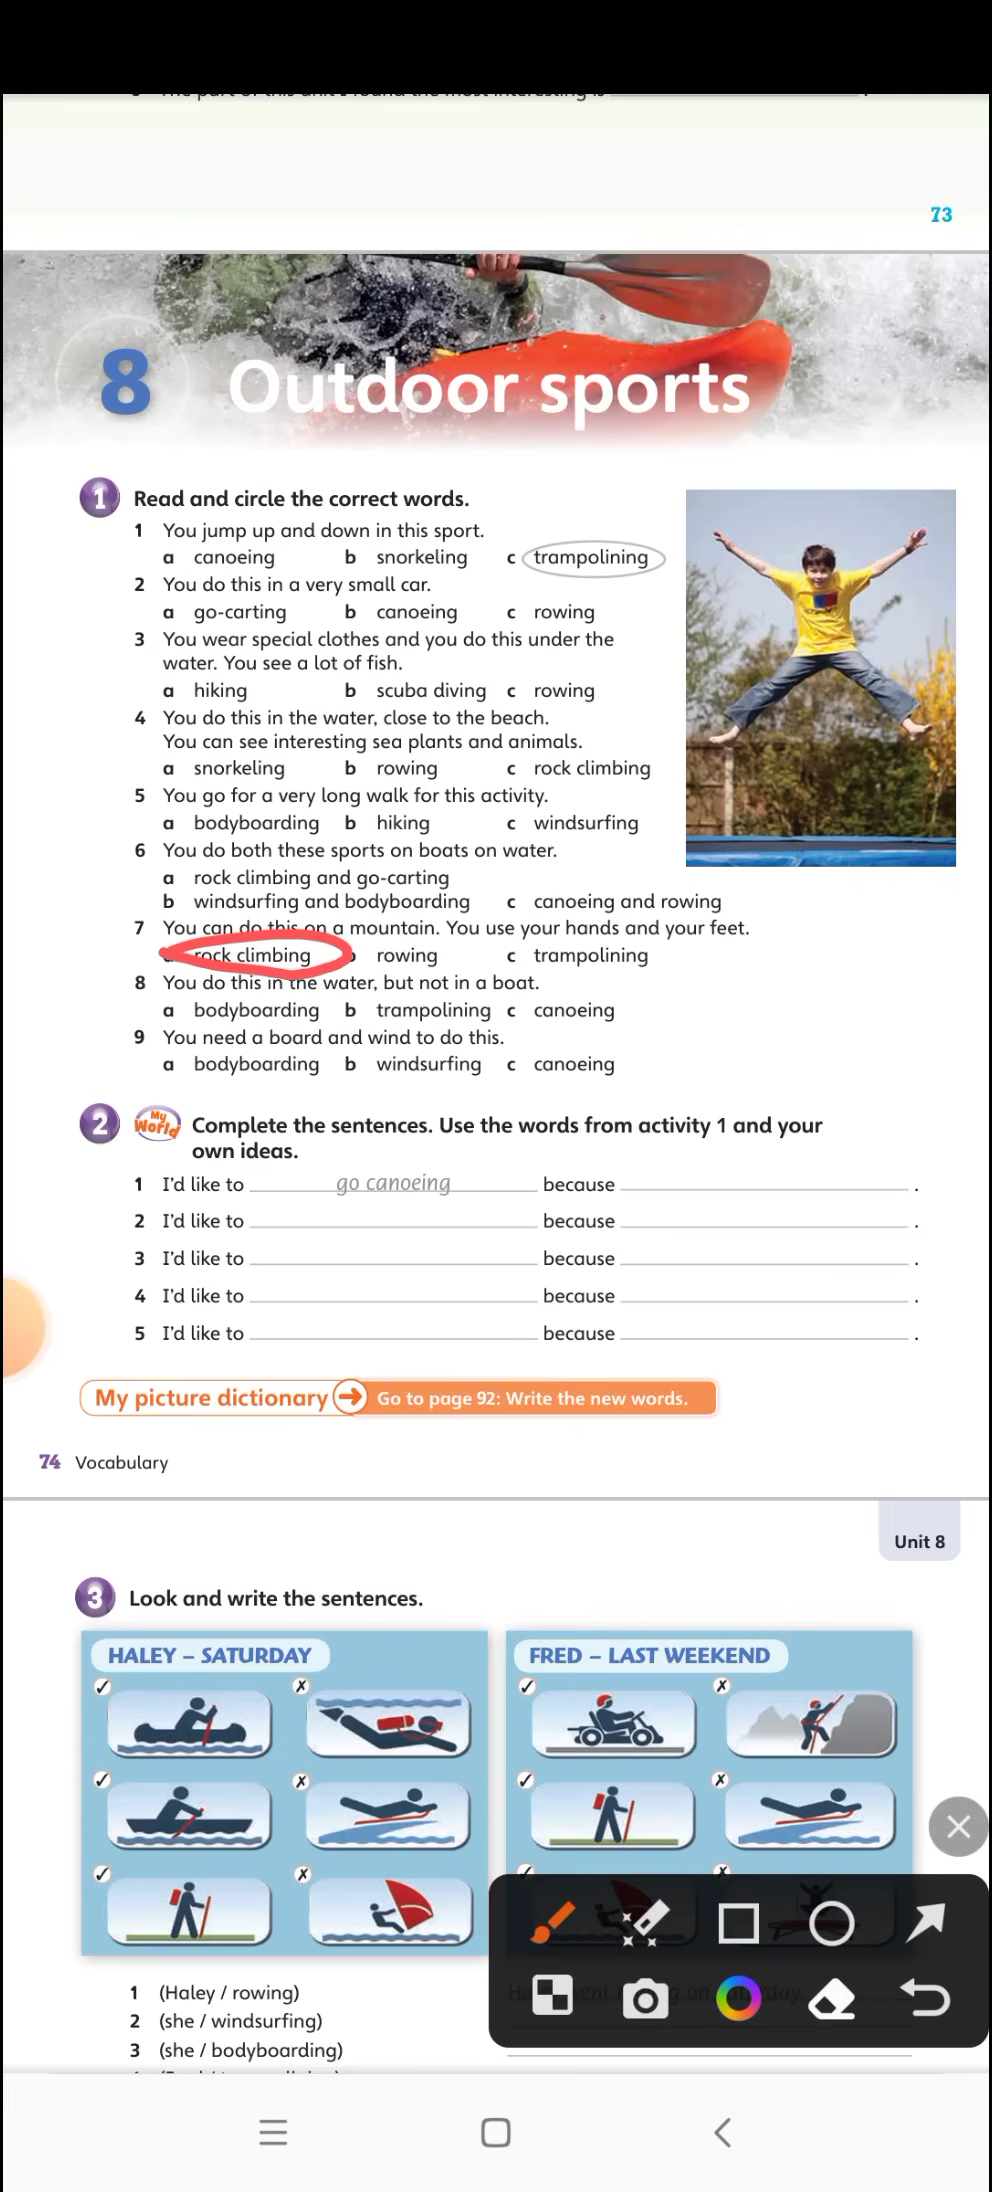 73
8 Outdoor sports
1 Read and circle the correct words.
1 You jump up and down in this sport.
a canoeing b snorkeling c trampolining
2 You do this in a very small car.
a go-carting b canoeing c rowing
3 You wear special clothes and you do this under the
water. You see a lot of fish.
a hiking b scuba diving c rowing
4 You do this in the water, close to the beach.
You can see interesting sea plants and animals.
a snorkeling b rowing c rock climbing
5 You go for a very long walk for this activity.
a bodyboarding b hiking c windsurfing
6 You do both these sports on boats on water.
a rock climbing and go-carting
b windsurfing and bodyboarding c canoeing and rowing
7 You can do this on a mountain. You use your hands and your feet.
rock climbing rowing c trampolining
8 You do this in the water, but not in a boat.
a bodyboarding b trampolining c canoeing
9 You need a board and wind to do this.
a bodyboarding b windsurfing c canoeing
2 My World Complete the sentences. Use the words from activity 1 and your
own ideas.
1 I'd like to go canoeing because .
2 I'd like to because .
3 I'd like to because .
4 I'd like to because .
5 I'd like to because .
My picture dictionary Go to page 92: Write the new words.
74 Vocabulary
Unit 8
3 Look and write the sentences.
HALEY – SATURDAY FRED – LAST WEEKEND
1 (Haley / rowing)
2 (she / windsurfing)
3 (she / bodyboarding)